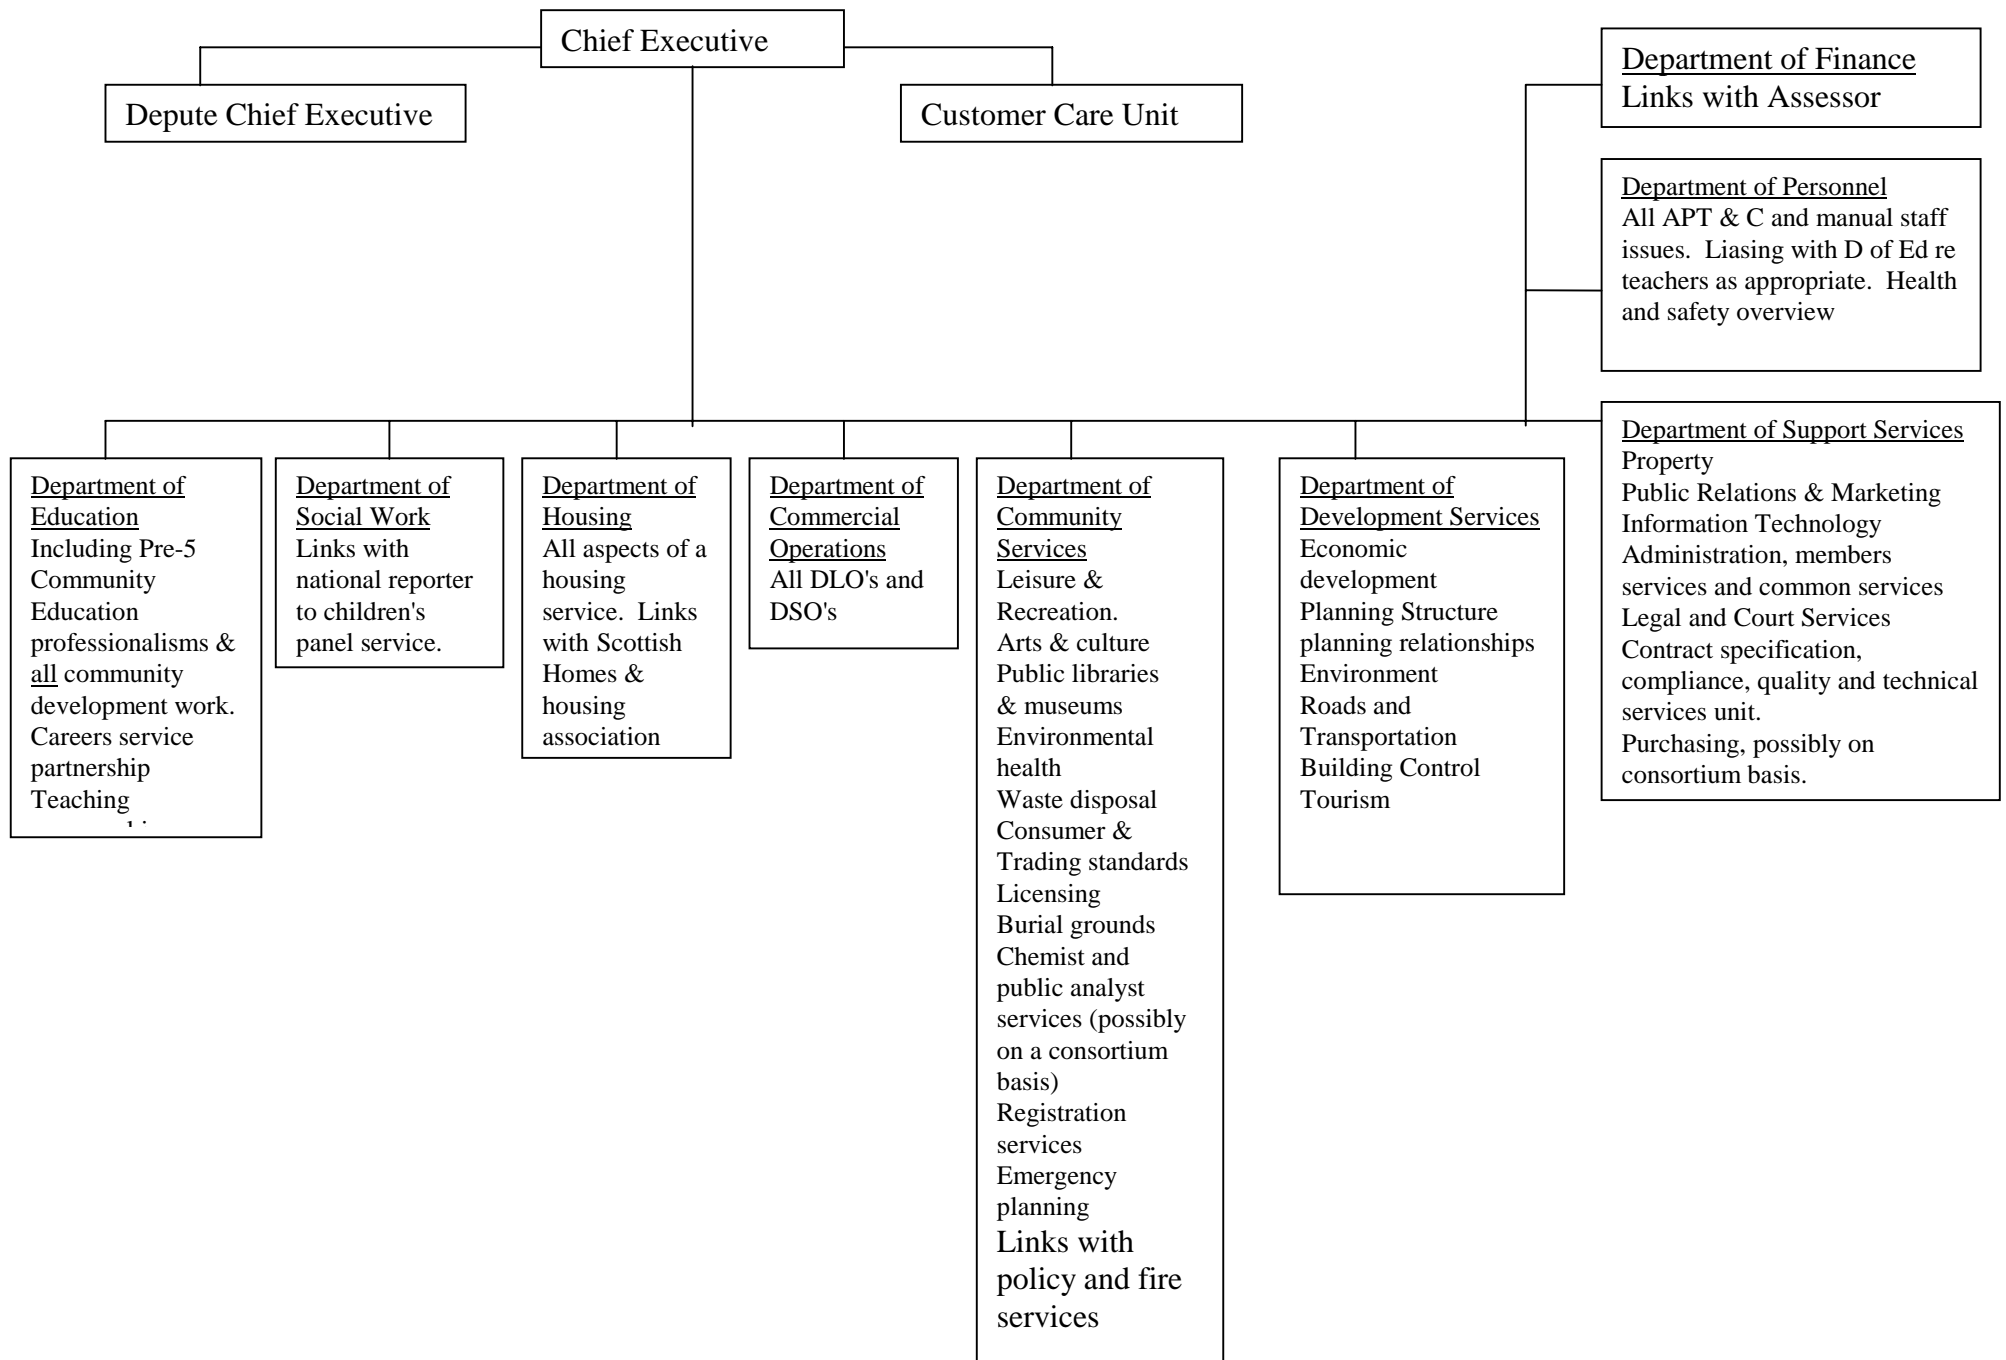 Chief Executive
Depute Chief Executive
Customer Care Unit
Department of Finance
Links with Assessor
Department of Personnel
All APT & C and manual staff
issues.  Liasing with D of Ed re
teachers as appropriate.  Health
and safety overview
Department of
Education
Including Pre-5
Community
Education
professionalisms &
all community
development work.
Careers service
partnership
Teaching
Department of
Social Work
Links with
national reporter
to children's
panel service.
Department of
Housing
All aspects of a
housing
service.  Links
with Scottish
Homes &
housing
association
Department of
Commercial
Operations
All DLO's and
DSO's
Department of
Community
Services
Leisure &
Recreation.
Arts & culture
Public libraries
& museums
Environmental
health
Waste disposal
Consumer &
Trading standards
Licensing
Burial grounds
Chemist and
public analyst
services (possibly
on a consortium
basis)
Registration
services
Emergency
planning
Links with
policy and fire
services
Department of
Development Services
Economic
development
Planning Structure
planning relationships
Environment
Roads and
Transportation
Building Control
Tourism
Department of Support Services
Property
Public Relations & Marketing
Information Technology
Administration, members
services and common services
Legal and Court Services
Contract specification,
compliance, quality and technical
services unit.
Purchasing, possibly on
consortium basis.